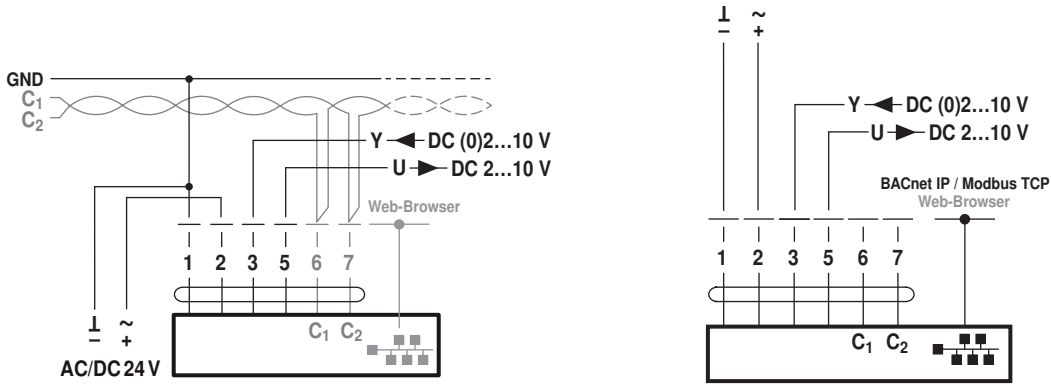 ⊥ ~
– +
GND
C1
C2
Y DC (0)2...10 V
U DC 2...10 V
Web-Browser
1 2 3 5 6 7
C1 C2
⊥ ~
– +
AC/DC 24 V
Y DC (0)2...10 V
U DC 2...10 V
BACnet IP / Modbus TCP
Web-Browser
1 2 3 5 6 7
C1 C2